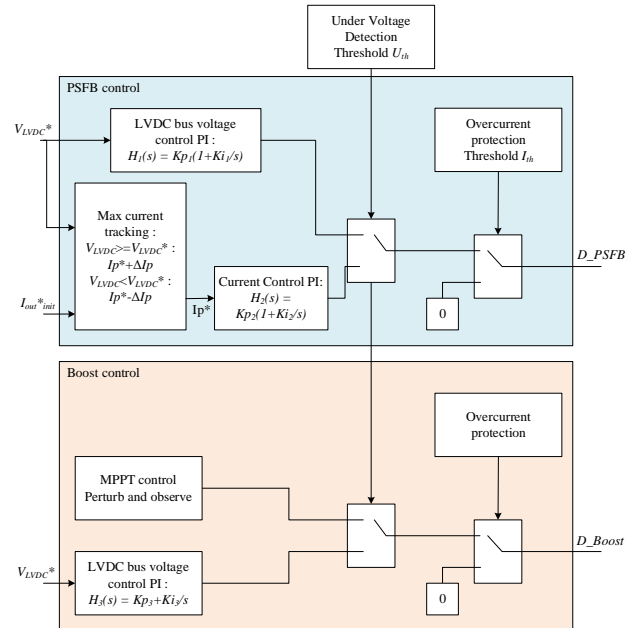 Under Voltage
Detection
Threshold Uth
PSFB control
VLVDC*
LVDC bus voltage
control PI :
H1(s) = Kp1(1+Ki1/s)
Overcurrent
protection
Threshold Ith
Max current
tracking :
VLVDC>=VLVDC* :
Ip*+ΔIp
VLVDC<VLVDC* :
Ip*-ΔIp
Iout*init
Ip*
Current Control PI:
H2(s) =
Kp2(1+Ki2/s)
0
D_PSFB
Boost control
MPPT control
Perturb and observe
Overcurrent
protection
VLVDC*
LVDC bus voltage
control PI :
H3(s) = Kp3+Ki3/s
0
D_Boost